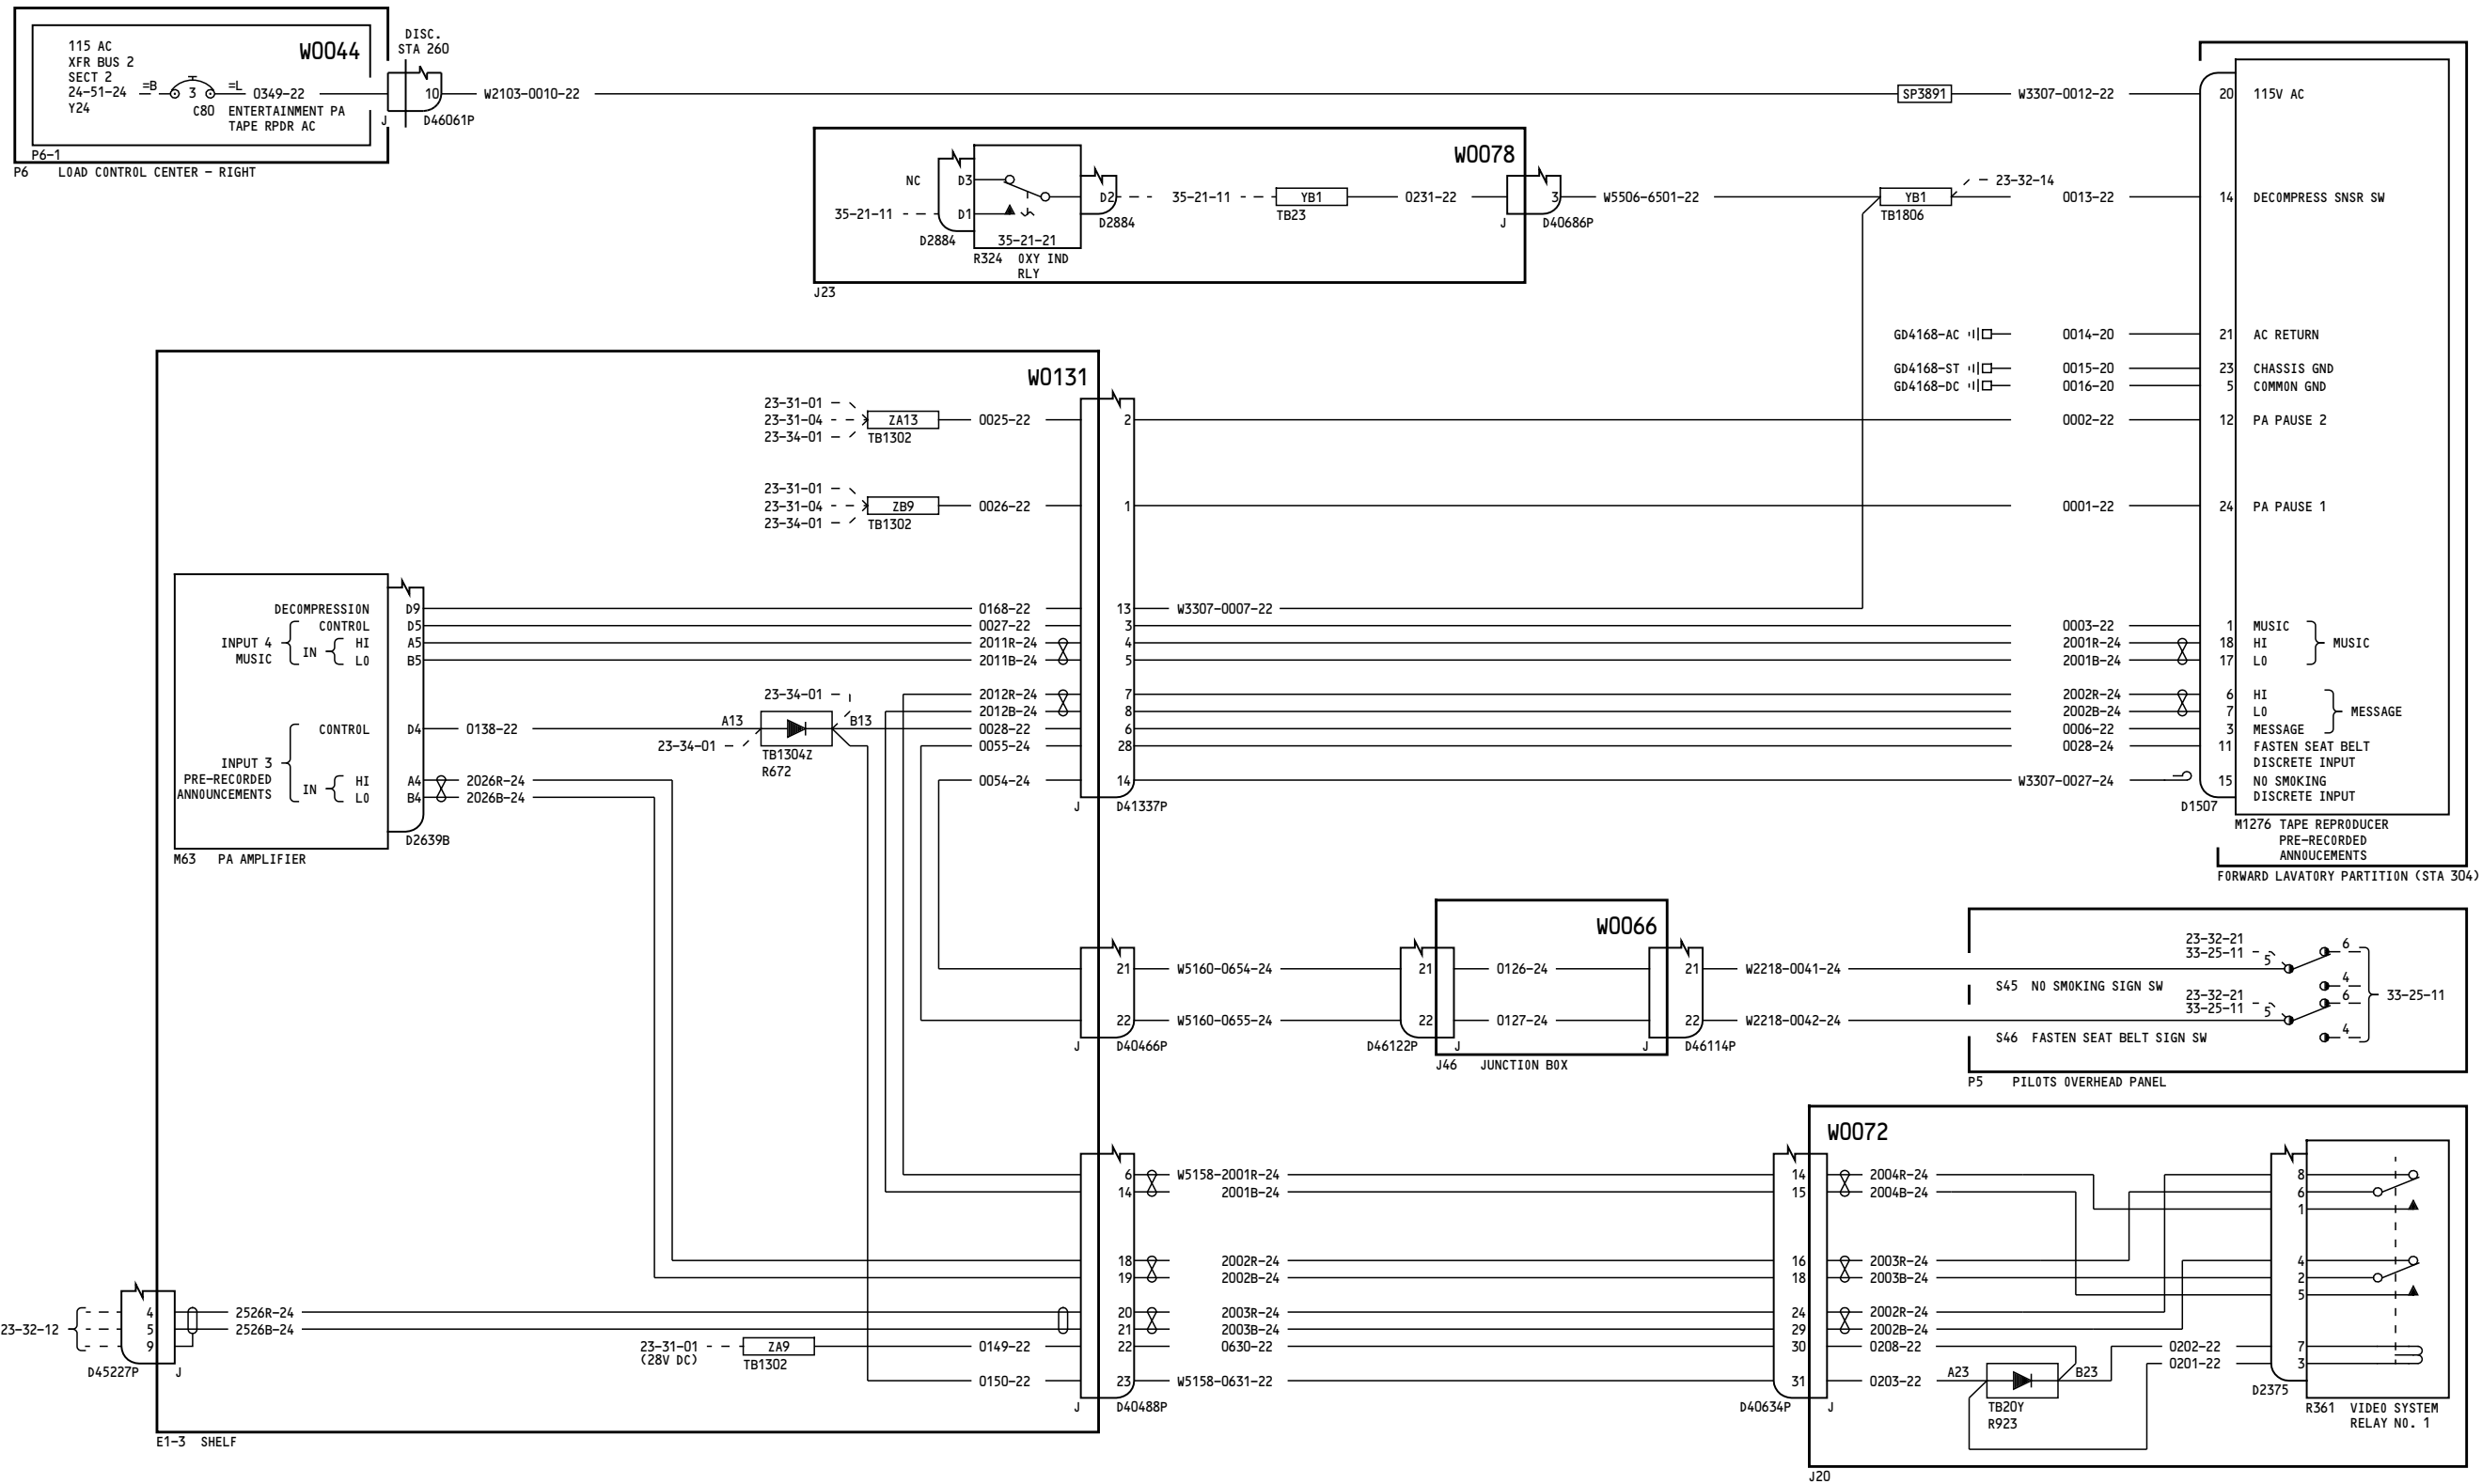 115 AC
XFR BUS 2
SECT 2
24-51-24
Y24
W0044
=B
3
=L
0349-22
C80
ENTERTAINMENT PA
TAPE RPDR AC
P6-1
P6 LOAD CONTROL CENTER - RIGHT
DISC.
STA 260
10
J
D46061P
W2103-0010-22
SP3891
W3307-0012-22
20 115V AC
W0078
NC
D3
35-21-11
D1
D2
D2884
D2884
35-21-21
R324 OXY IND
RLY
35-21-11
YB1
TB23
0231-22
3
J
D40686P
J23
W5506-6501-22
YB1
TB1806
23-32-14
0013-22
14 DECOMPRESS SNSR SW
GD4168-AC
0014-20
21 AC RETURN
GD4168-ST
0015-20
23 CHASSIS GND
GD4168-DC
0016-20
5 COMMON GND
W0131
23-31-01
23-31-04
23-34-01
ZA13
TB1302
0025-22
2
0002-22
12 PA PAUSE 2
23-31-01
23-31-04
23-34-01
ZB9
TB1302
0026-22
1
0001-22
24 PA PAUSE 1
DECOMPRESSION
D9
0168-22
13
W3307-0007-22
CONTROL
D5
0027-22
3
0003-22
1 MUSIC
INPUT 4
MUSIC
IN
HI
A5
2011R-24
4
2001R-24
18 HI
MUSIC
LO
B5
2011B-24
5
2001B-24
17 LO
23-34-01
2012R-24
7
2002R-24
6 HI
2012B-24
8
2002B-24
7 LO
MESSAGE
CONTROL
D4
0138-22
A13
B13
0028-22
6
0006-22
3 MESSAGE
23-34-01
TB1304Z
R672
0055-24
28
0028-24
11 FASTEN SEAT BELT
DISCRETE INPUT
INPUT 3
PRE-RECORDED
ANNOUNCEMENTS
IN
HI
A4
2026R-24
LO
B4
2026B-24
0054-24
14
W3307-0027-24
15 NO SMOKING
DISCRETE INPUT
J
D41337P
D1507
D2639B
M63 PA AMPLIFIER
M1276 TAPE REPRODUCER
PRE-RECORDED
ANNOUCEMENTS
FORWARD LAVATORY PARTITION (STA 304)
W0066
21
W5160-0654-24
21
0126-24
21
W2218-0041-24
22
W5160-0655-24
22
0127-24
22
W2218-0042-24
J
D40466P
D46122P
J
J
D46114P
J46 JUNCTION BOX
23-32-21
33-25-11
5
6
4
S45 NO SMOKING SIGN SW
23-32-21
33-25-11
5
6
4
33-25-11
S46 FASTEN SEAT BELT SIGN SW
P5 PILOTS OVERHEAD PANEL
W0072
6
W5158-2001R-24
14
2004R-24
8
14
2001B-24
15
2004B-24
6
1
18
2002R-24
16
2003R-24
4
19
2002B-24
18
2003B-24
2
5
23-32-12
4
2526R-24
20
2003R-24
24
2002R-24
5
2526B-24
21
2003B-24
29
2002B-24
9
23-31-01
(28V DC)
ZA9
TB1302
0149-22
22
0630-22
30
0208-22
0202-22
7
0201-22
3
D45227P
J
0150-22
23
W5158-0631-22
31
0203-22
A23
B23
TB20Y
R923
D2375
J
D40488P
D40634P
J
R361 VIDEO SYSTEM
RELAY NO. 1
E1-3 SHELF
J20